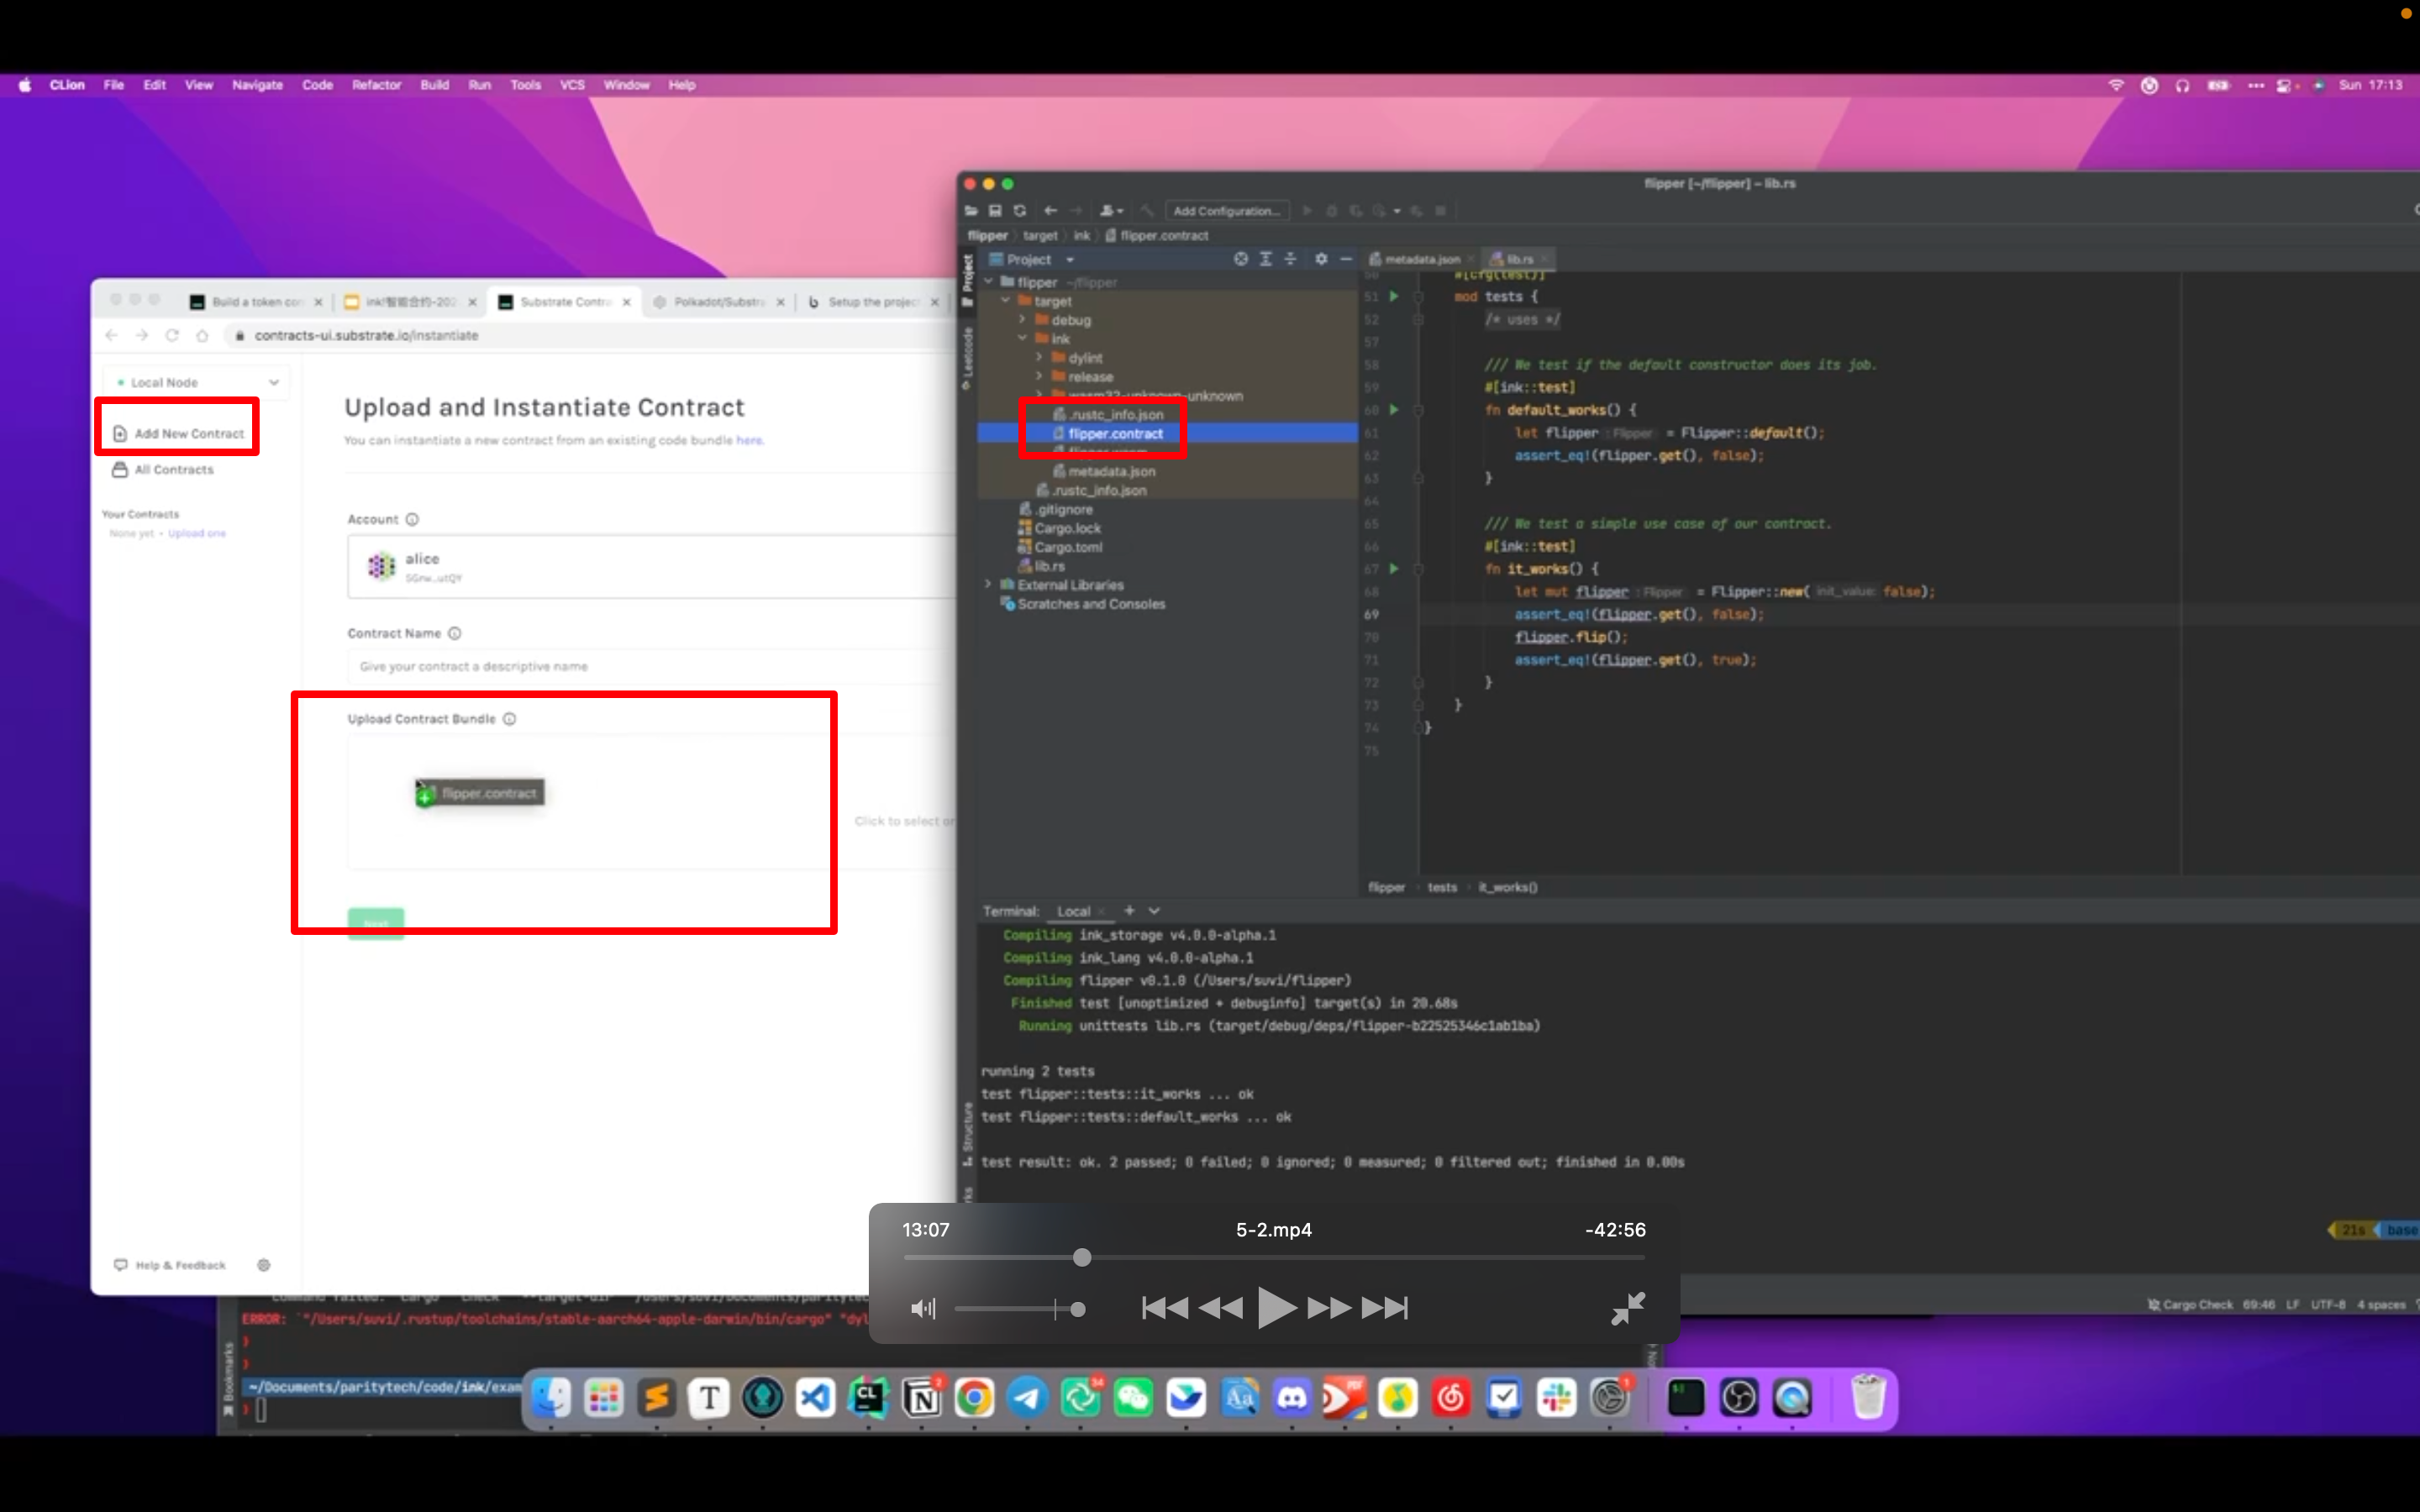 CLion File Edit View Navigate Code Refactor Build Run Tools VCS Window Help
Sun 17:13
Build a token con
ink!智能合约-202
Substrate Contra
Polkadot/Substra
Setup the project
contracts-ui.substrate.io/instantiate
Local Node
Add New Contract
All Contracts
Your Contracts
None yet • Upload one
Upload and Instantiate Contract
You can instantiate a new contract from an existing code bundle here.
Account
alice
5Grw...utQY
Contract Name
Give your contract a descriptive name
Upload Contract Bundle
flipper.contract
Click to select or
Next
Help & Feedback
flipper [~/flipper] – lib.rs
Add Configuration...
flipper target ink flipper.contract
Project
metadata.json
lib.rs
Project
Leetcode
Structure
flipper ~/flipper
target
debug
ink
dylint
release
wasm32-unknown-unknown
.rustc_info.json
flipper.contract
flipper.wasm
metadata.json
.rustc_info.json
.gitignore
Cargo.lock
Cargo.toml
lib.rs
External Libraries
Scratches and Consoles
50 #[cfg(test)]
51 mod tests {
52 /* uses */
57
58 /// We test if the default constructor does its job.
59 #[ink::test]
60 fn default_works() {
61 let flipper : Flipper = Flipper::default();
62 assert_eq!(flipper.get(), false);
63 }
64
65 /// We test a simple use case of our contract.
66 #[ink::test]
67 fn it_works() {
68 let mut flipper : Flipper = Flipper::new( init_value: false);
69 assert_eq!(flipper.get(), false);
70 flipper.flip();
71 assert_eq!(flipper.get(), true);
72 }
73 }
74 }
75
flipper tests it_works()
Terminal: Local
Compiling ink_storage v4.0.0-alpha.1
Compiling ink_lang v4.0.0-alpha.1
Compiling flipper v0.1.0 (/Users/suvi/flipper)
Finished test [unoptimized + debuginfo] target(s) in 20.68s
Running unittests lib.rs (target/debug/deps/flipper-b22525346c1ab1ba)
running 2 tests
test flipper::tests::it_works ... ok
test flipper::tests::default_works ... ok
test result: ok. 2 passed; 0 failed; 0 ignored; 0 measured; 0 filtered out; finished in 0.00s
21s base
Cargo Check 69:46 LF UTF-8 4 spaces
13:07 5-2.mp4 -42:56
ERROR: `"/Users/suvi/.rustup/toolchains/stable-aarch64-apple-darwin/bin/cargo" "dyl
Bookmarks
~/Documents/paritytech/code/ink/exam